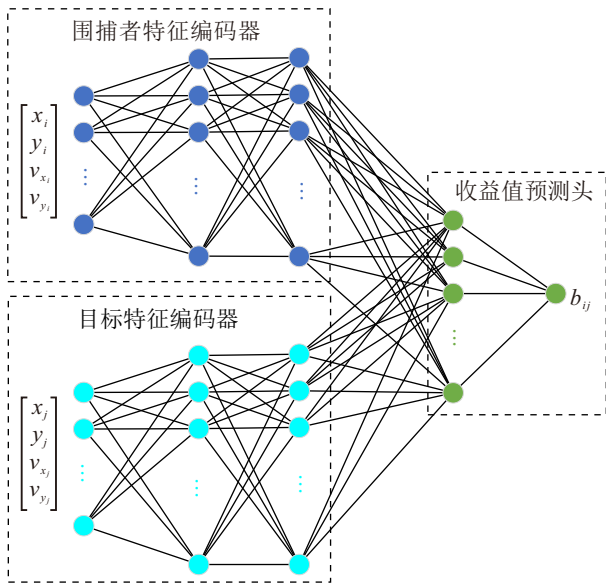 围捕者特征编码器
x_i
y_i
v_{x_i}
v_{y_i}
收益值预测头
b_{ij}
目标特征编码器
x_j
y_j
v_{x_j}
v_{y_j}